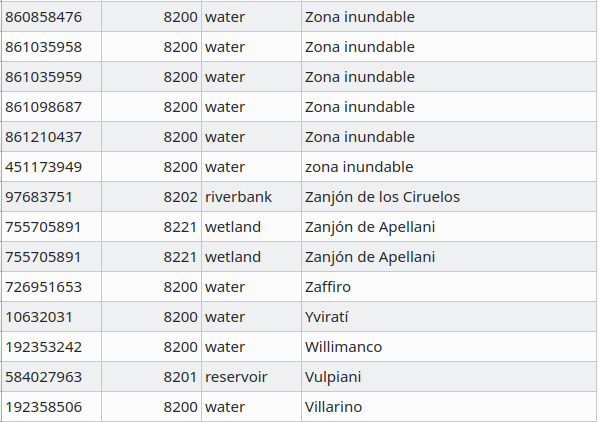 860858476 8200 water Zona inundable
861035958 8200 water Zona inundable
861035959 8200 water Zona inundable
861098687 8200 water Zona inundable
861210437 8200 water Zona inundable
451173949 8200 water zona inundable
97683751 8202 riverbank Zanjón de los Ciruelos
755705891 8221 wetland Zanjón de Apellani
755705891 8221 wetland Zanjón de Apellani
726951653 8200 water Zaffiro
10632031 8200 water Yviratí
192353242 8200 water Willimanco
584027963 8201 reservoir Vulpiani
192358506 8200 water Villarino